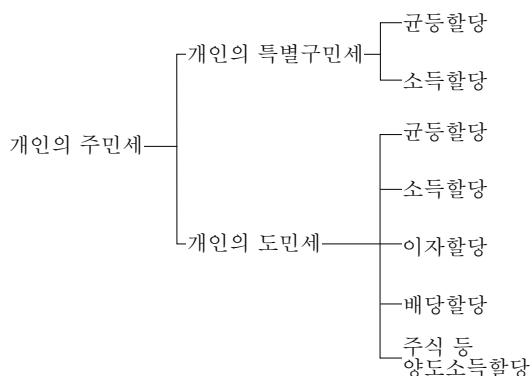 균등할당
개인의 특별구민세
소득할당
개인의 주민세
균등할당
소득할당
개인의 도민세
이자할당
배당할당
주식 등
양도소득할당